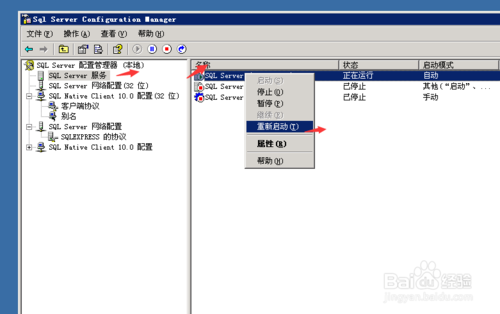 Sql Server Configuration Manager
文件(F) 操作(A) 查看(V) 帮助(H)
SQL Server 配置管理器 (本地)
SQL Server 服务
SQL Server 网络配置(32 位)
SQL Native Client 10.0 配置(32 位)
客户端协议
别名
SQL Server 网络配置
SQLEXPRESS 的协议
SQL Native Client 10.0 配置
名称 状态 启动模式
SQL Server 正在运行 自动
SQL Server 已停止 其他("启动"、...
SQL Server 已停止 手动
启动(S)
停止(O)
暂停(P)
继续
重新启动(T)
属性(R)
帮助(H)
Baidu 经验
jingyan.baidu.com